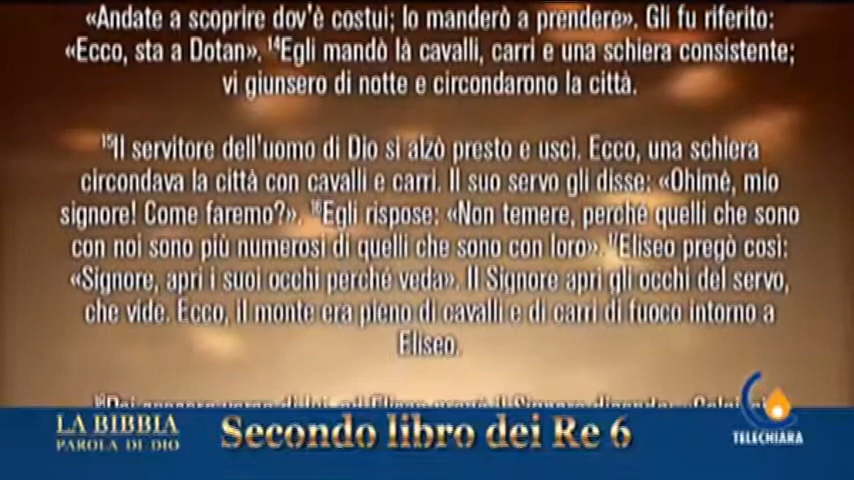 «Andate a scoprire dov'è costui; lo manderò a prendere». Gli fu riferito:
«Ecco, sta a Dotan». ¹⁴Egli mandò là cavalli, carri e una schiera consistente;
vi giunsero di notte e circondarono la città.
¹⁵Il servitore dell'uomo di Dio si alzò presto e uscì. Ecco, una schiera
circondava la città con cavalli e carri. Il suo servo gli disse: «Ohimè, mio
signore! Come faremo?». ¹⁶Egli rispose: «Non temere, perché quelli che sono
con noi sono più numerosi di quelli che sono con loro». ¹⁷Eliseo pregò così:
«Signore, apri i suoi occhi perché veda». Il Signore aprì gli occhi del servo,
che vide. Ecco, il monte era pieno di cavalli e di carri di fuoco intorno a
Eliseo.
LA BIBBIA
PAROLA DI DIO
Secondo libro dei Re 6
TELECHIARA